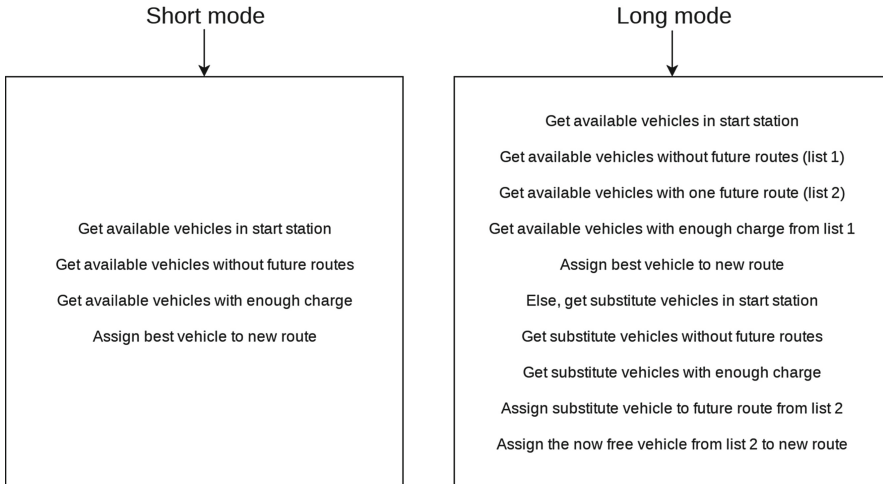 Short mode
Get available vehicles in start station
Get available vehicles without future routes
Get available vehicles with enough charge
Assign best vehicle to new route
Long mode
Get available vehicles in start station
Get available vehicles without future routes (list 1)
Get available vehicles with one future route (list 2)
Get available vehicles with enough charge from list 1
Assign best vehicle to new route
Else, get substitute vehicles in start station
Get substitute vehicles without future routes
Get substitute vehicles with enough charge
Assign substitute vehicle to future route from list 2
Assign the now free vehicle from list 2 to new route